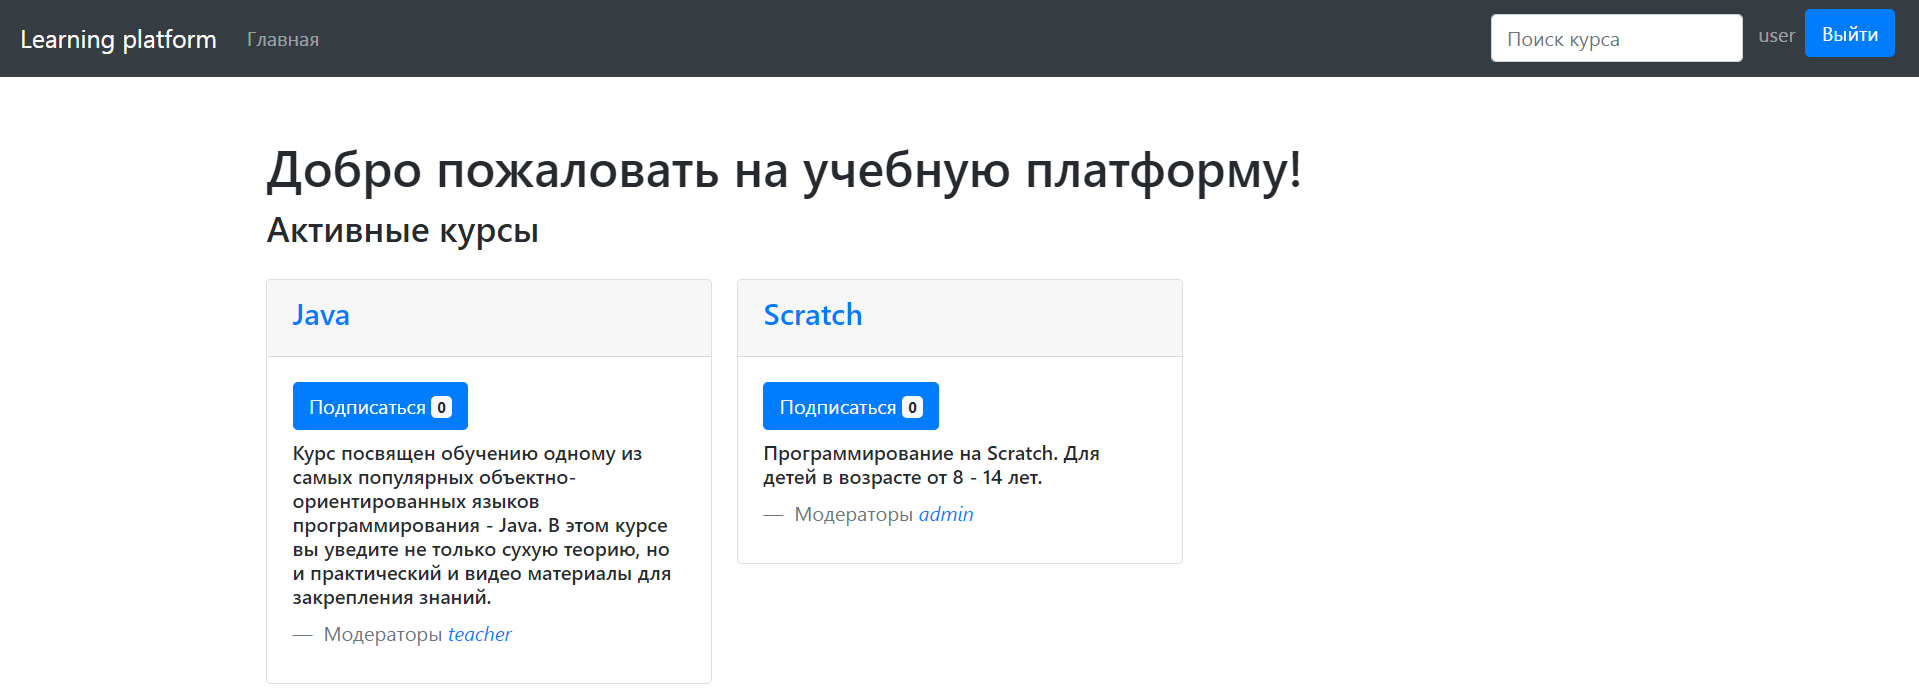 Learning platform Главная Поиск курса user Выйти
Добро пожаловать на учебную платформу!
Активные курсы
Java
Подписаться 0
Курс посвящен обучению одному из
самых популярных объектно-
ориентированных языков
программирования - Java. В этом курсе
вы уведите не только сухую теорию, но
и практический и видео материалы для
закрепления знаний.
— Модераторы teacher
Scratch
Подписаться 0
Программирование на Scratch. Для
детей в возрасте от 8 - 14 лет.
— Модераторы admin